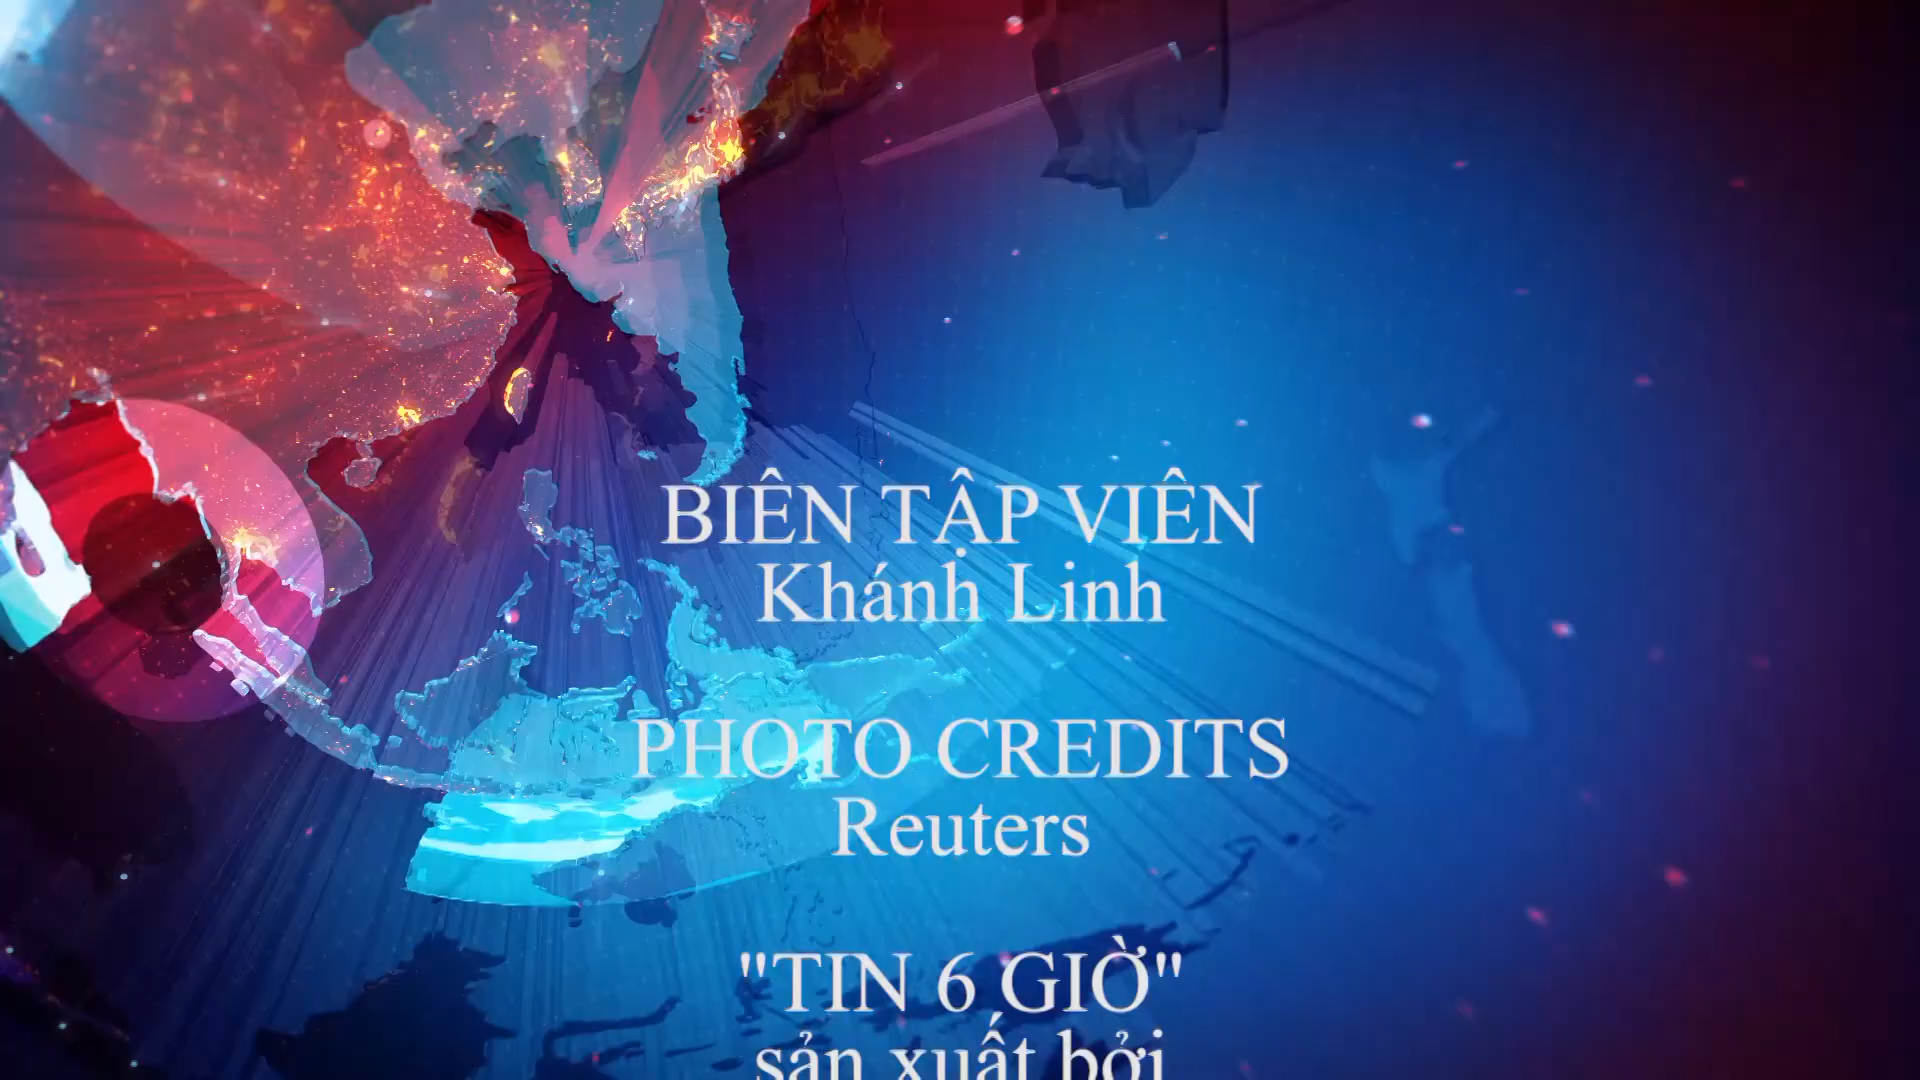 BIÊN TẬP VIÊN
Khánh Linh
PHOTO CREDITS
Reuters
"TIN 6 GIỜ"
sản xuất bởi